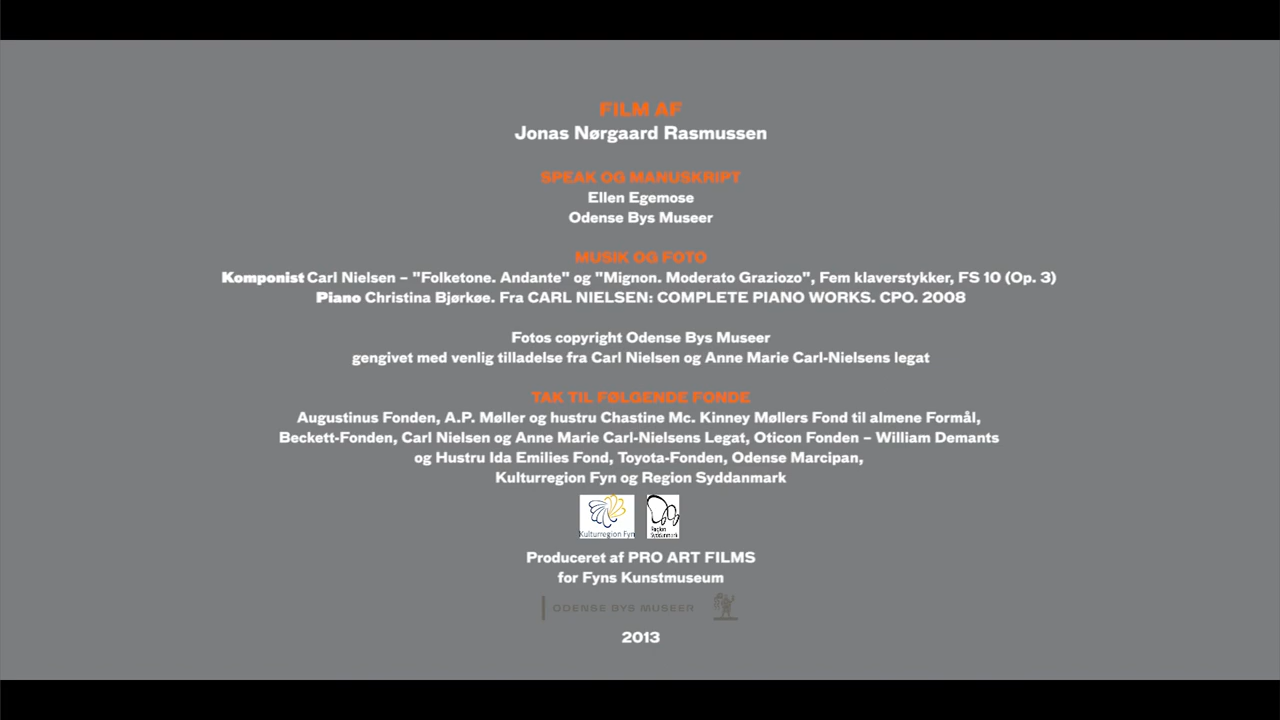 FILM AF
Jonas Nørgaard Rasmussen
SPEAK OG MANUSKRIPT
Ellen Egemose
Odense Bys Museer
MUSIK OG FOTO
Komponist Carl Nielsen – "Folketone. Andante" og "Mignon. Moderato Graziozo", Fem klaverstykker, FS 10 (Op. 3)
Piano Christina Bjørkøe. Fra CARL NIELSEN: COMPLETE PIANO WORKS. CPO. 2008
Fotos copyright Odense Bys Museer
gengivet med venlig tilladelse fra Carl Nielsen og Anne Marie Carl-Nielsens legat
TAK TIL FØLGENDE FONDE
Augustinus Fonden, A.P. Møller og hustru Chastine Mc. Kinney Møllers Fond til almene Formål,
Beckett-Fonden, Carl Nielsen og Anne Marie Carl-Nielsens Legat, Oticon Fonden – William Demants
og Hustru Ida Emilies Fond, Toyota-Fonden, Odense Marcipan,
Kulturregion Fyn og Region Syddanmark
Kulturregion Fyn
Region
Syddanmark
Produceret af PRO ART FILMS
for Fyns Kunstmuseum
ODENSE BYS MUSEER
2013